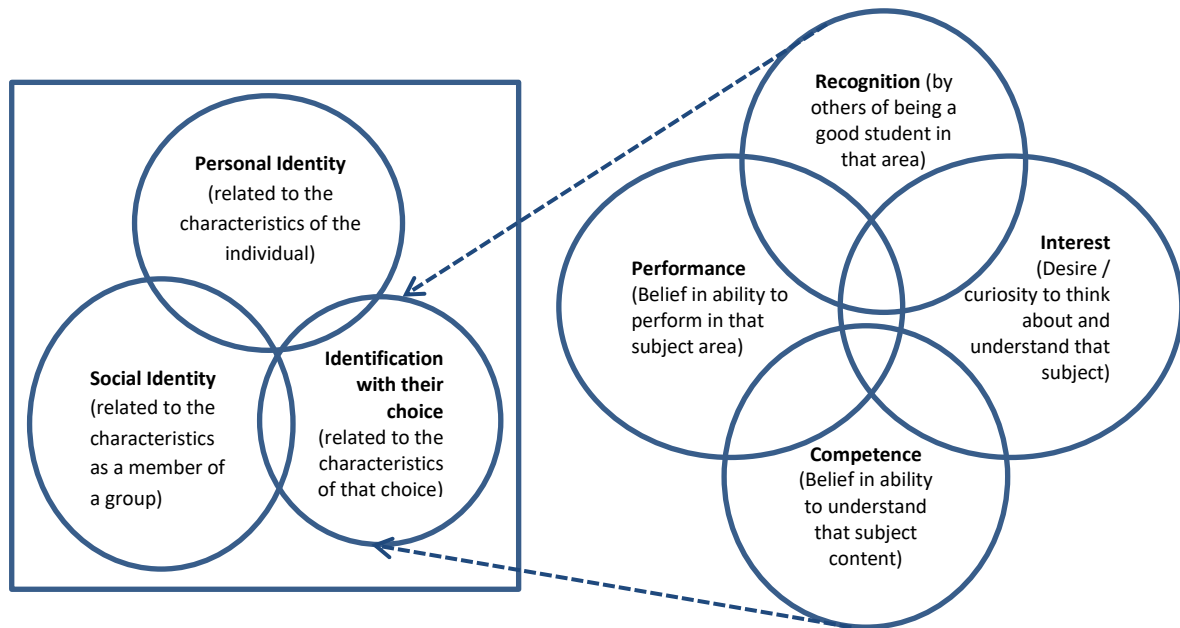 Personal Identity
(related to the
characteristics of the
individual)
Social Identity
(related to the
characteristics
as a member of
a group)
Identification
with their
choice
(related to the
characteristics
of that choice)
Recognition (by
others of being a
good student in
that area)
Performance
(Belief in ability to
perform in that
subject area)
Interest
(Desire /
curiosity to think
about and
understand that
subject)
Competence
(Belief in ability
to understand
that subject
content)